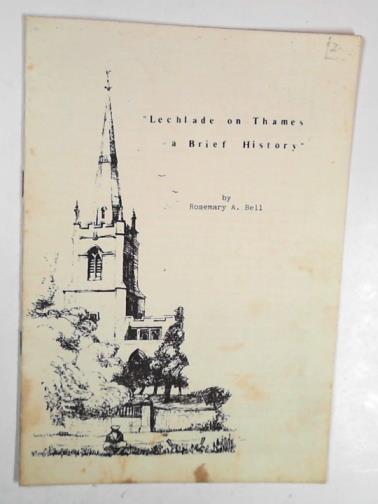 "Lechlade on Thames
- a Brief History"
by
Rosemary A. Bell